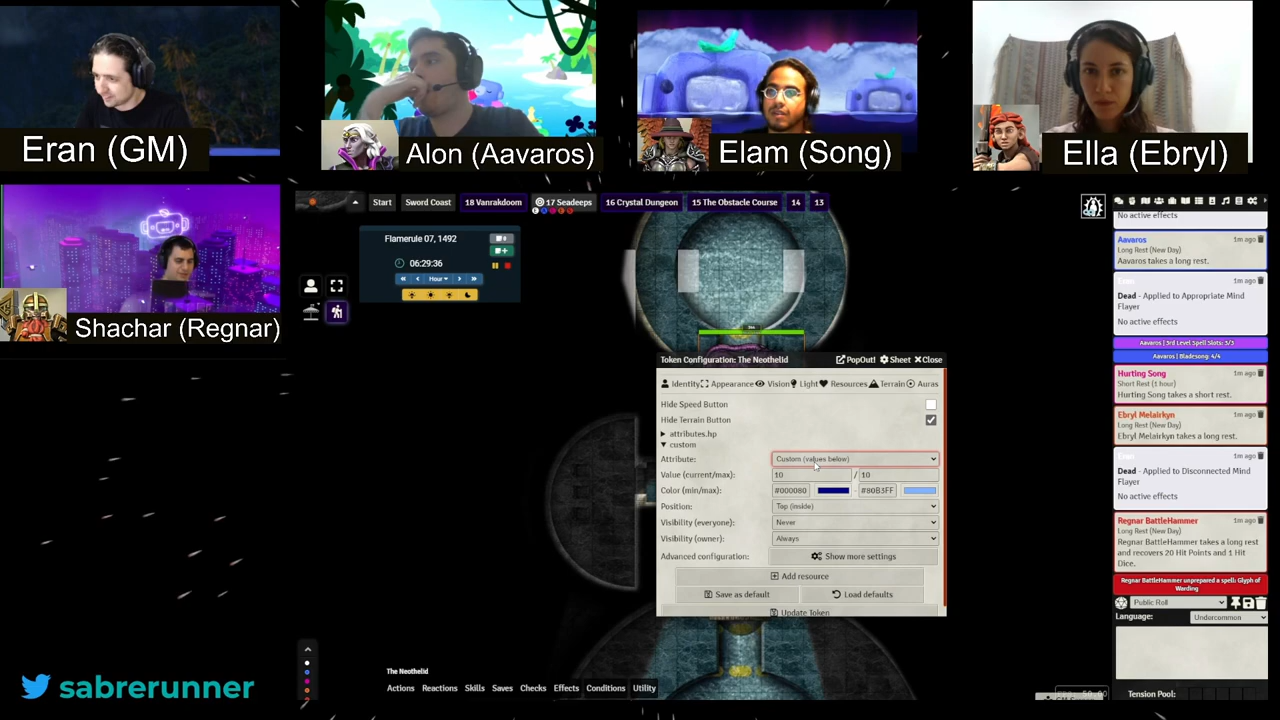 Eran (GM)
Alon (Aavaros)
Elam (Song)
Ella (Ebryl)
Shachar (Regnar)
Start
Sword Coast
18 Vanrakdoom
17 Seadeeps
16 Crystal Dungeon
15 The Obstacle Course
14
13
Flamerule 07, 1492
06:29:36
Hour
Token Configuration: The Neothelid
PopOut!
Sheet
Close
Identity
Appearance
Vision
Light
Resources
Terrain
Auras
Hide Speed Button
Hide Terrain Button
attributes.hp
custom
Attribute: Custom (values below)
Value (current/max): 10 / 10
Color (min/max): #000080 - #80B3FF
Position: Top (inside)
Visibility (everyone): Never
Visibility (owner): Always
Advanced configuration: Show more settings
Add resource
Save as default
Load defaults
Update Token
No active effects
Aavaros 1m ago
Long Rest (New Day)
Aavaros takes a long rest.
Eran 1m ago
Dead - Applied to Appropriate Mind
Flayer
No active effects
Aavaros | 3rd Level Spell Slots: 3/3
Aavaros | Bladesong: 4/4
Hurting Song 1m ago
Short Rest (1 hour)
Hurting Song takes a short rest.
Ebryl Melairkyn 1m ago
Long Rest (New Day)
Ebryl Melairkyn takes a long rest.
Eran 1m ago
Dead - Applied to Disconnected Mind
Flayer
No active effects
Regnar BattleHammer 1m ago
Long Rest (New Day)
Regnar BattleHammer takes a long rest
and recovers 20 Hit Points and 1 Hit
Dice.
Regnar BattleHammer unprepared a spell: Glyph of
Warding
Public Roll
Language: Undercommon
Tension Pool:
The Neothelid
Actions
Reactions
Skills
Saves
Checks
Effects
Conditions
Utility
sabrerunner